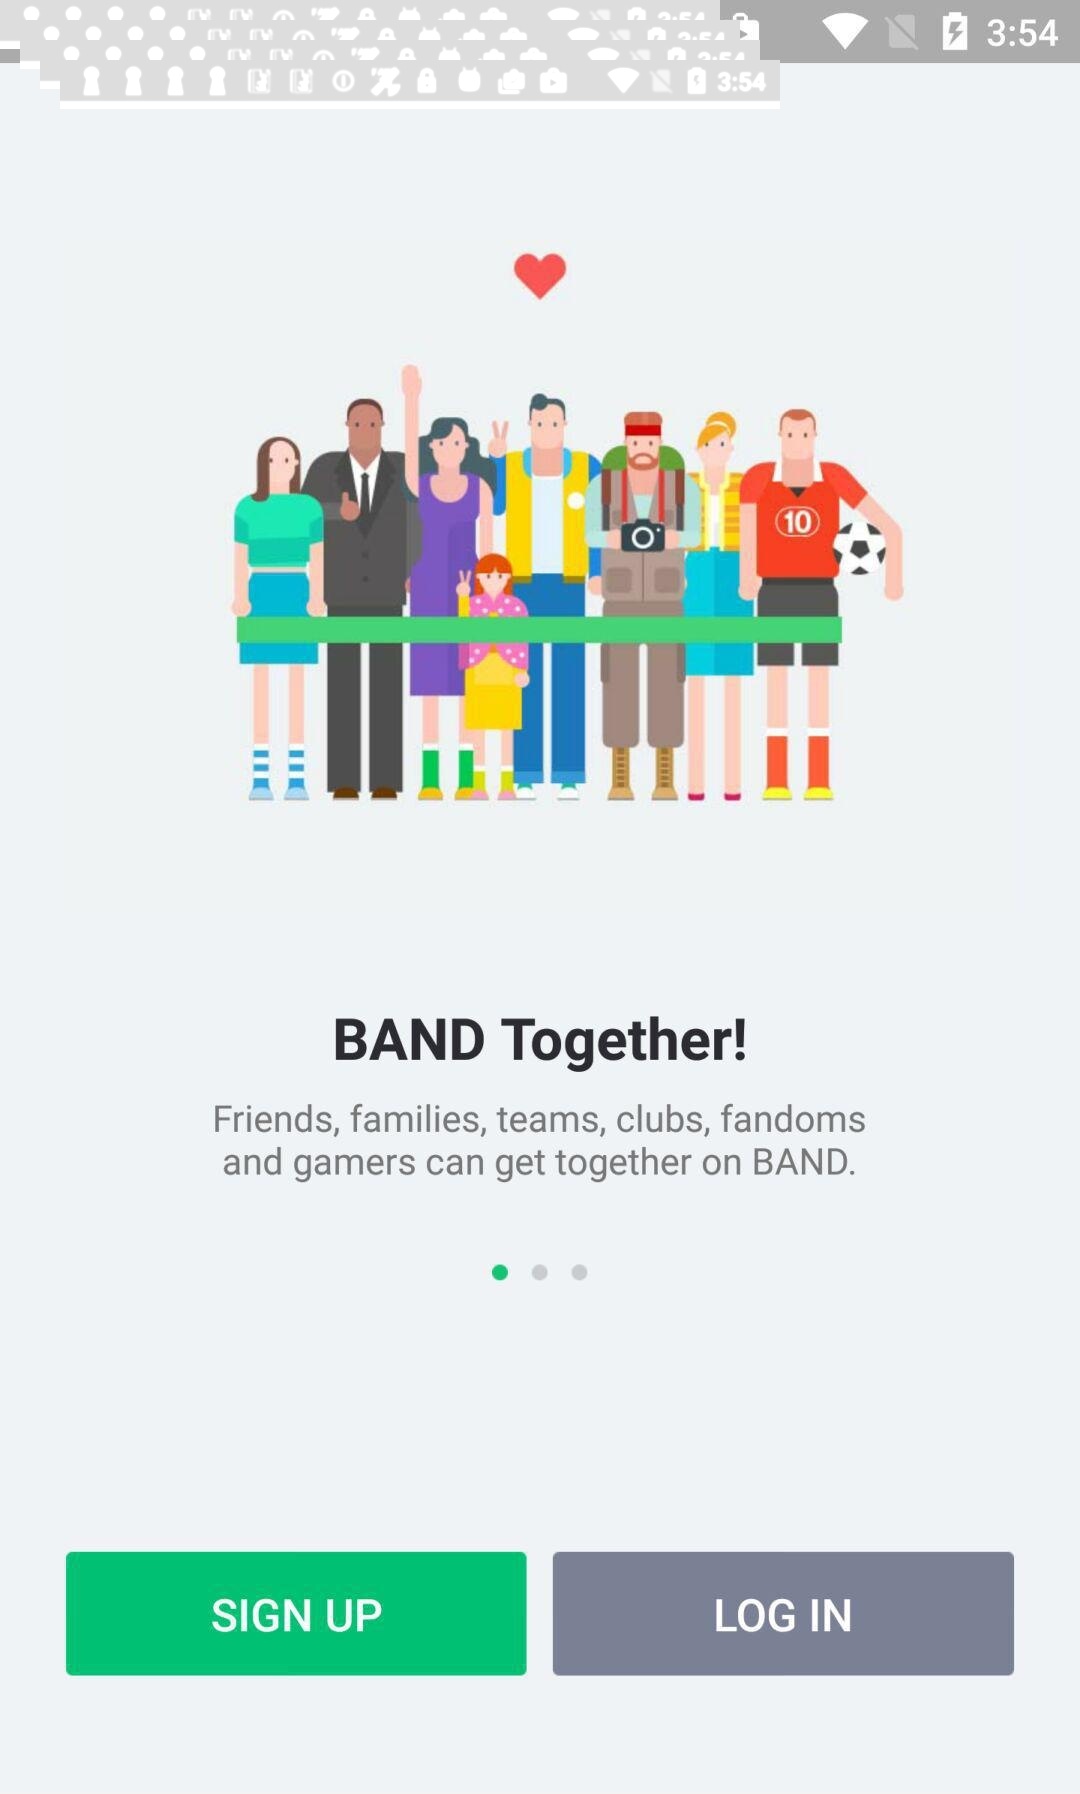 3:54
3:54
10
BAND Together!
Friends, families, teams, clubs, fandoms
and gamers can get together on BAND.
SIGN UP
LOG IN